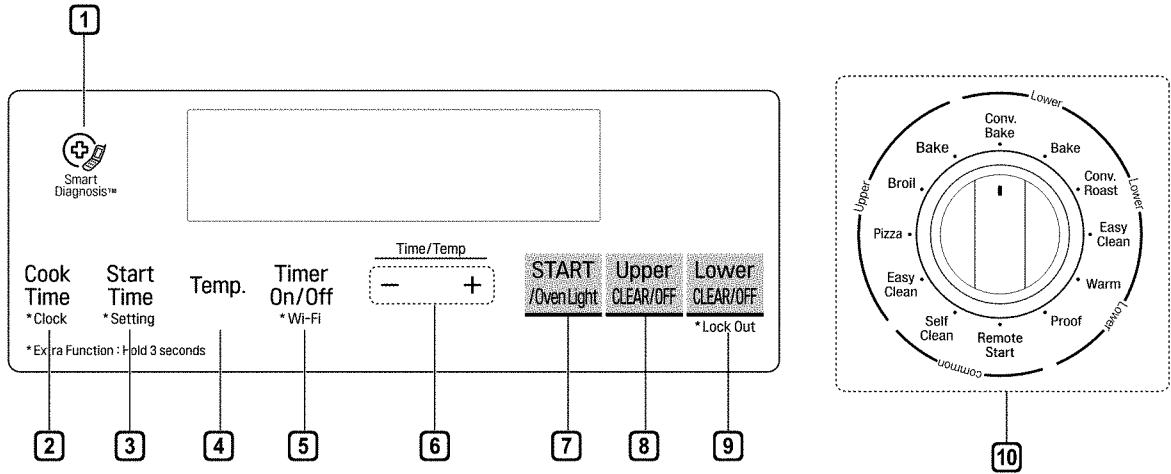 1
Smart
Diagnosis™
Time/Temp
Cook
Time
*Clock
Start
Time
*Setting
Temp.
Timer
On/Off
*Wi-Fi
− +
START
/Oven Light
Upper
CLEAR/OFF
Lower
CLEAR/OFF
*Lock Out
*Extra Function : Hold 3 seconds
2 3 4 5 6 7 8 9
Lower
Conv.
Bake
Bake
Conv.
Roast
Lower
Easy
Clean
Warm
Lower
Proof
Remote
Start
common
Self
Clean
Easy
Clean
Pizza
Broil
Upper
Bake
10